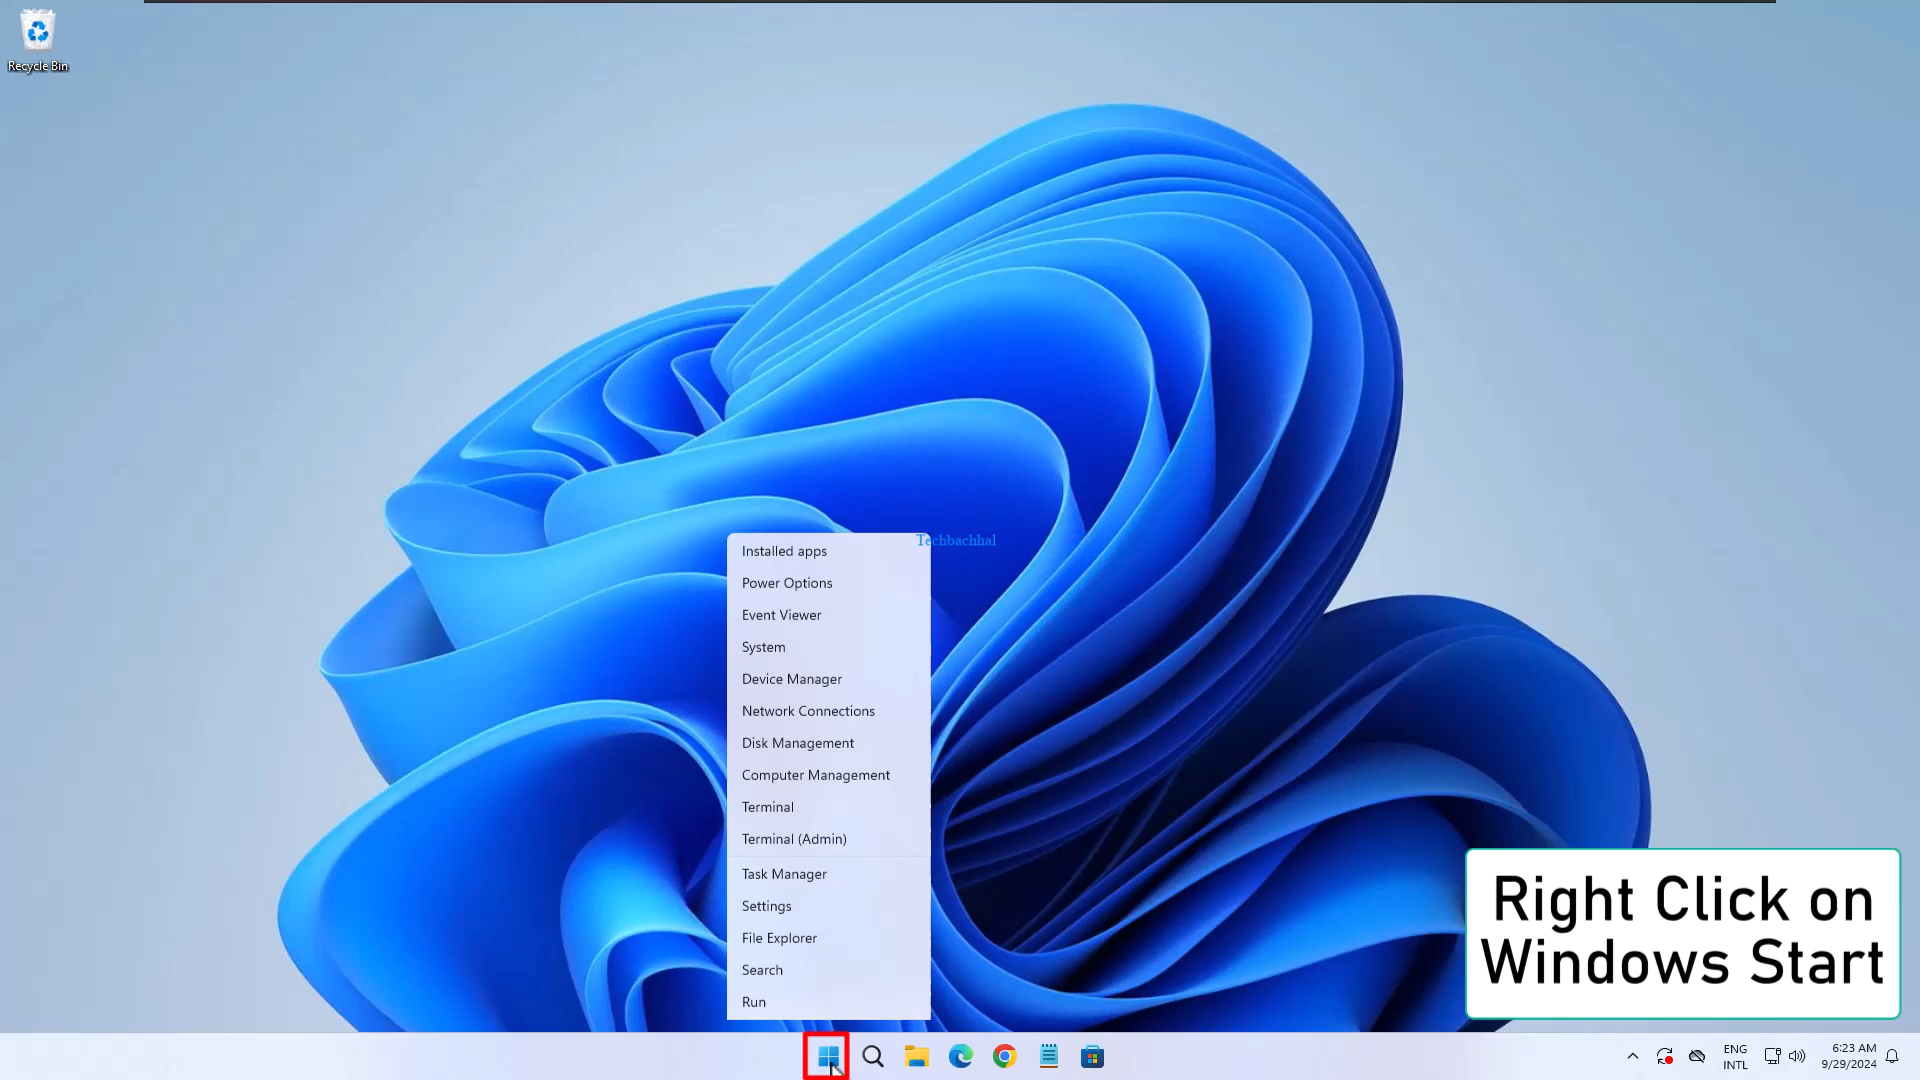 Recycle Bin
Techbachhal
Installed apps
Power Options
Event Viewer
System
Device Manager
Network Connections
Disk Management
Computer Management
Terminal
Terminal (Admin)
Task Manager
Settings
File Explorer
Search
Run
Right Click on
Windows Start
ENG
INTL
6:23 AM
9/29/2024